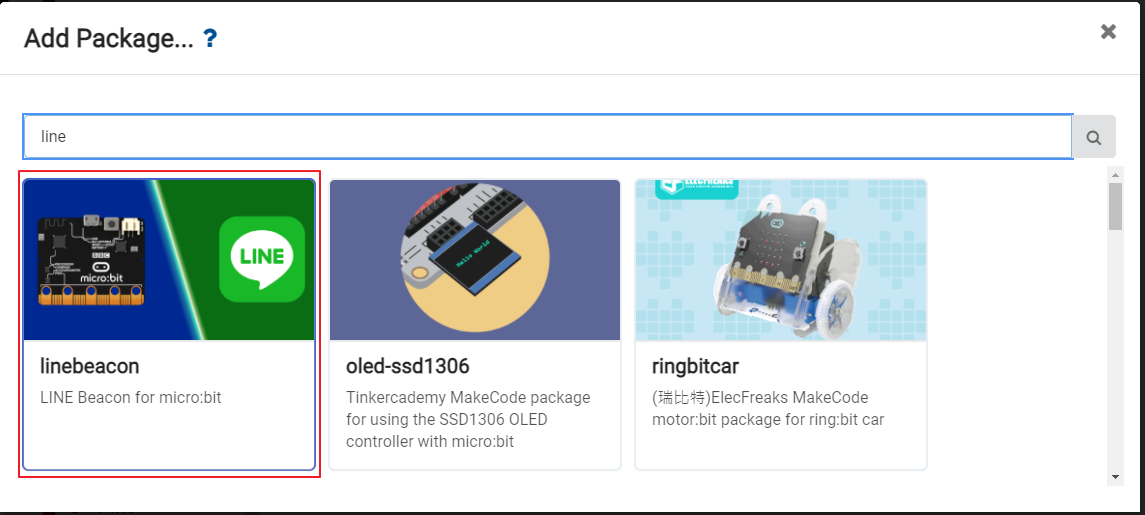 Add Package... ?
line
BBC
micro:bit
LINE
Hello World
ELECFREAKS
linebeacon
LINE Beacon for micro:bit
oled-ssd1306
Tinkercademy MakeCode package
for using the SSD1306 OLED
controller with micro:bit
ringbitcar
(瑞比特)ElecFreaks MakeCode
motor:bit package for ring:bit car